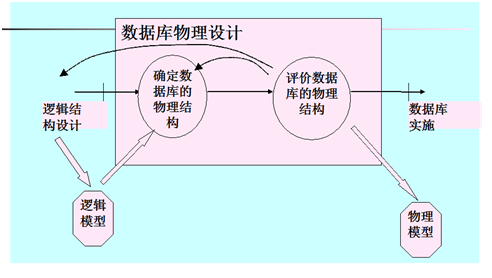 数据库物理设计
确定数
据库的
物理结
构
评价数据
库的物理
结构
逻辑结
构设计
数据库
实施
逻辑
模型
物理
模型